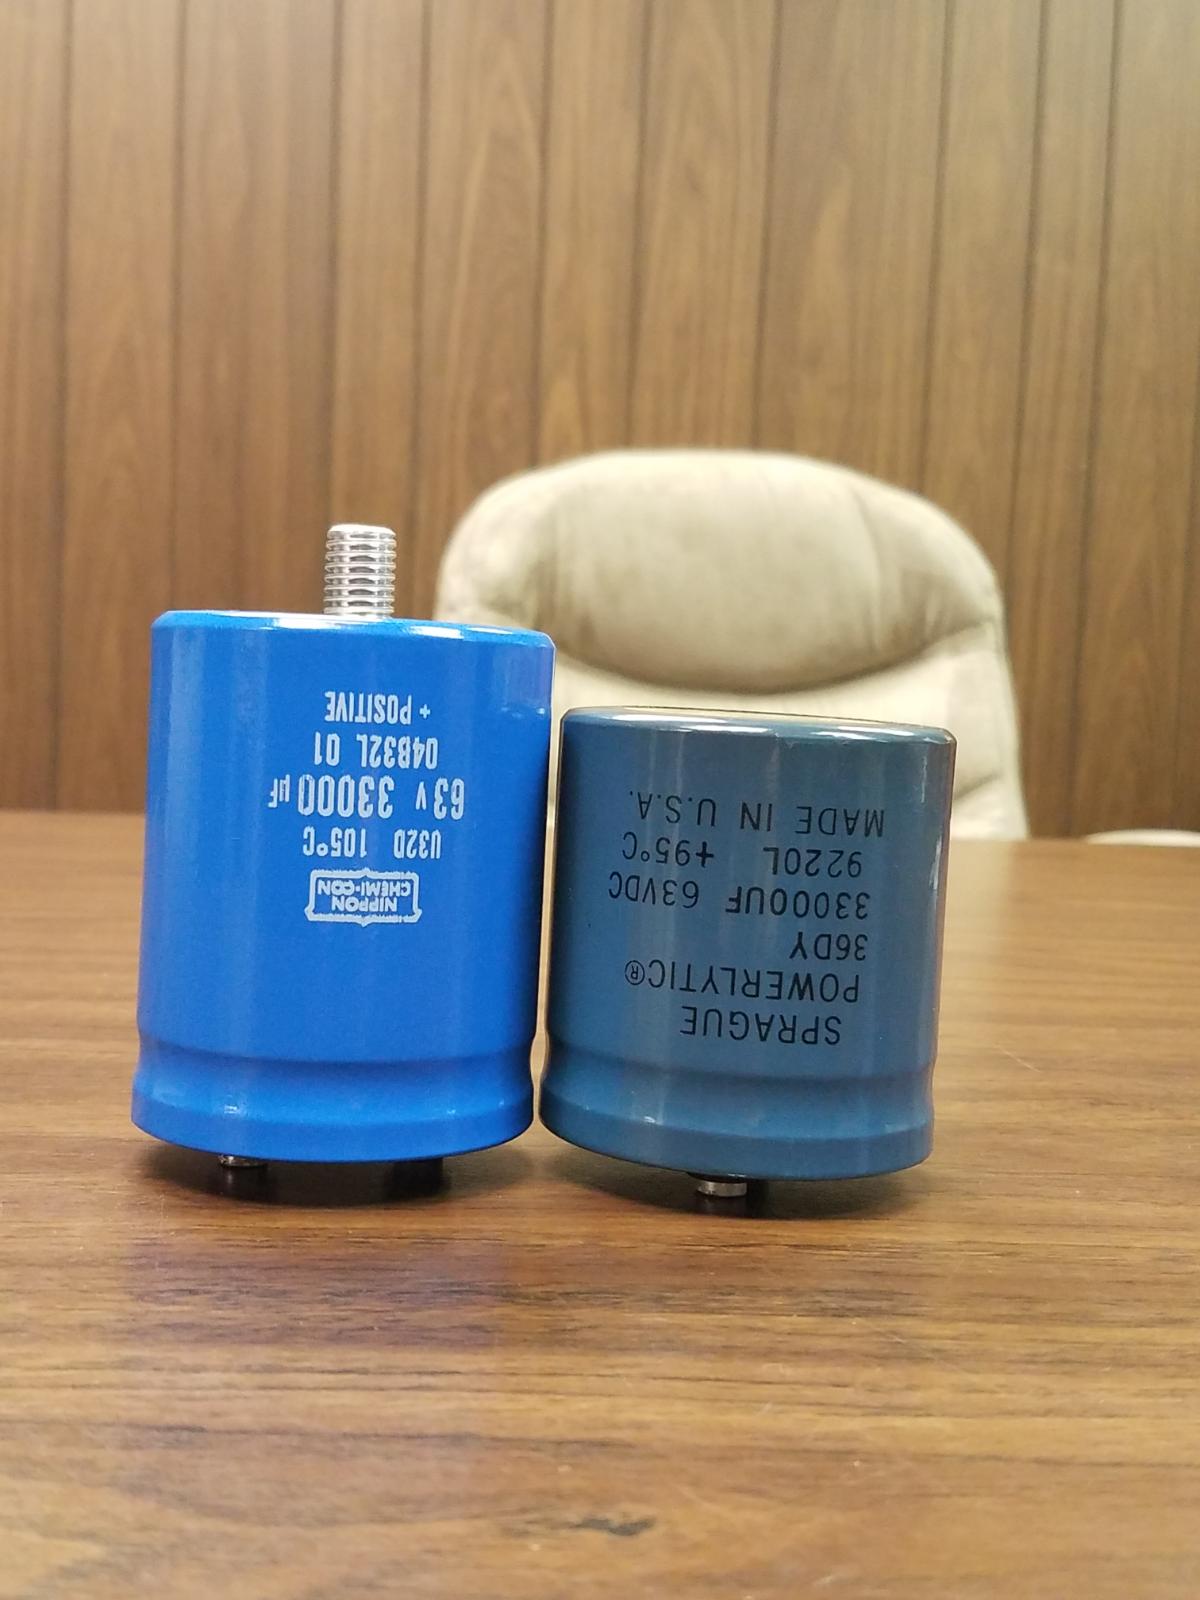 NIPPON
CHEMI-CON
U32D 105°C
63V 33000µF
04B32L 01
+ POSITIVE
SPRAGUE
POWERLYTIC®
36DY
33000UF 63VDC
9220L +95°C
MADE IN U.S.A.